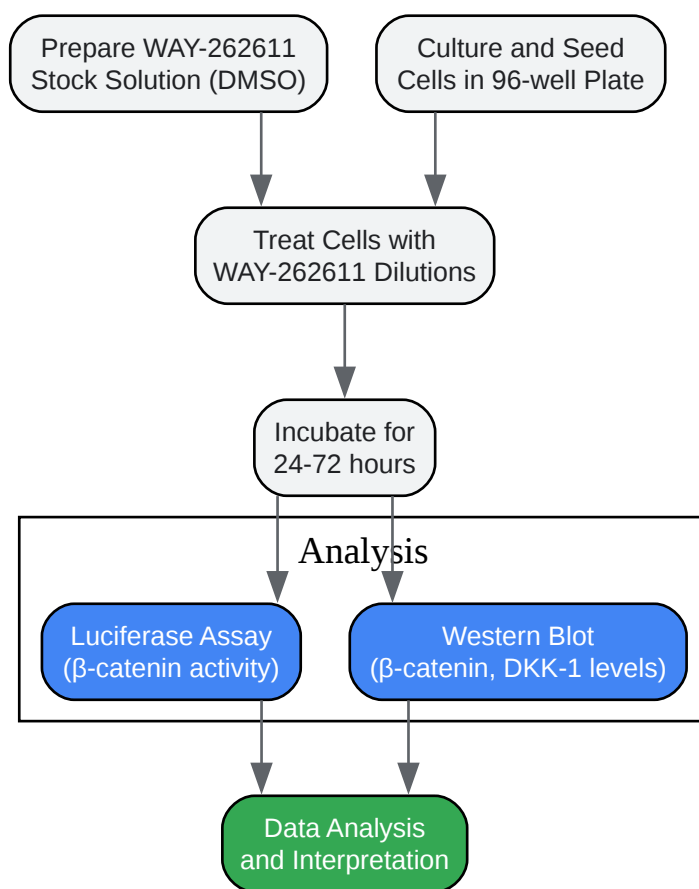 Prepare WAY-262611
Stock Solution (DMSO)
Culture and Seed
Cells in 96-well Plate
Treat Cells with
WAY-262611 Dilutions
Incubate for
24-72 hours
Analysis
Luciferase Assay
(β-catenin activity)
Western Blot
(β-catenin, DKK-1 levels)
Data Analysis
and Interpretation